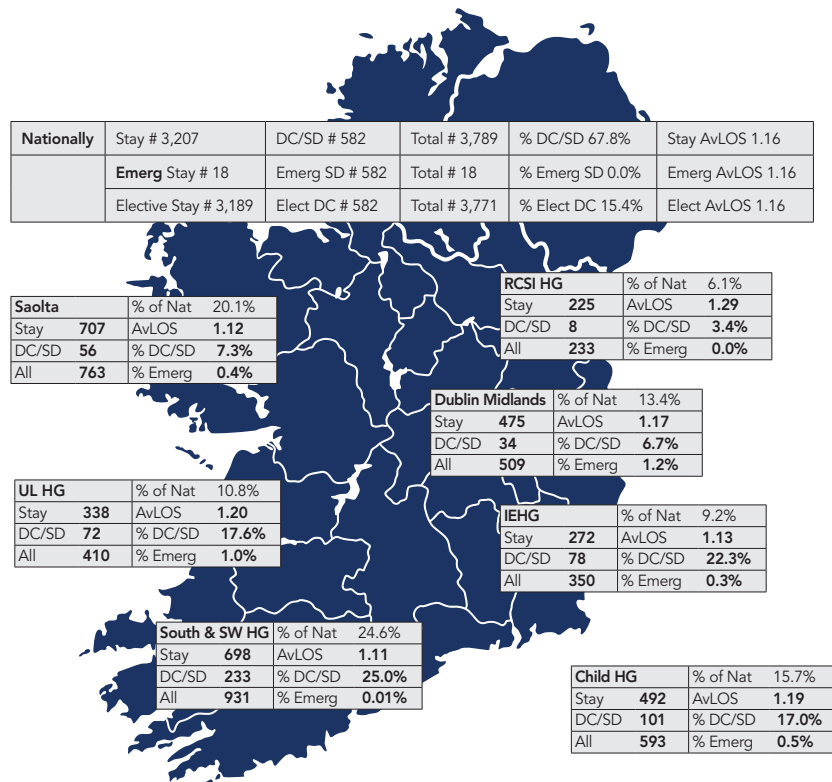 Nationally Stay # 3,207 DC/SD # 582 Total # 3,789 % DC/SD 67.8% Stay AvLOS 1.16
Emerg Stay # 18 Emerg SD # 582 Total # 18 % Emerg SD 0.0% Emerg AvLOS 1.16
Elective Stay # 3,189 Elect DC # 582 Total # 3,771 % Elect DC 15.4% Elect AvLOS 1.16
RCSI HG % of Nat 6.1%
Stay 225 AvLOS 1.29
DC/SD 8 % DC/SD 3.4%
All 233 % Emerg 0.0%
Saolta % of Nat 20.1%
Stay 707 AvLOS 1.12
DC/SD 56 % DC/SD 7.3%
All 763 % Emerg 0.4%
Dublin Midlands % of Nat 13.4%
Stay 475 AvLOS 1.17
DC/SD 34 % DC/SD 6.7%
All 509 % Emerg 1.2%
UL HG % of Nat 10.8%
Stay 338 AvLOS 1.20
DC/SD 72 % DC/SD 17.6%
All 410 % Emerg 1.0%
IEHG % of Nat 9.2%
Stay 272 AvLOS 1.13
DC/SD 78 % DC/SD 22.3%
All 350 % Emerg 0.3%
South & SW HG % of Nat 24.6%
Stay 698 AvLOS 1.11
DC/SD 233 % DC/SD 25.0%
All 931 % Emerg 0.01%
Child HG % of Nat 15.7%
Stay 492 AvLOS 1.19
DC/SD 101 % DC/SD 17.0%
All 593 % Emerg 0.5%